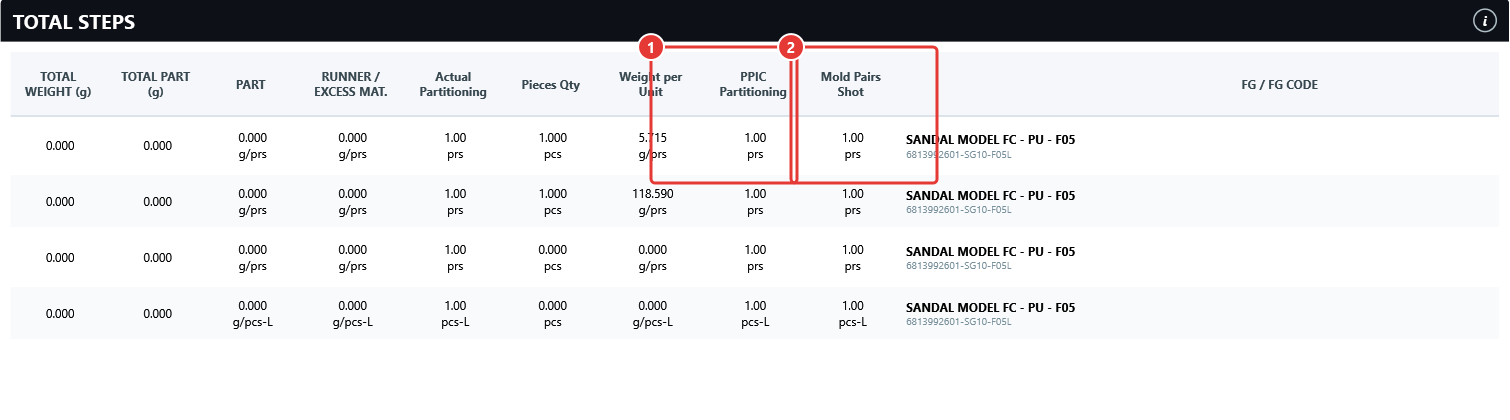 TOTAL STEPS
i
1
2
TOTAL WEIGHT (g) TOTAL PART (g) PART RUNNER / EXCESS MAT. Actual Partitioning Pieces Qty Weight per Unit PPIC Partitioning Mold Pairs Shot FG / FG CODE
0.000 0.000 0.000 0.000 1.00 1.000 5.715 1.00 1.00 SANDAL MODEL FC - PU - F05
g/prs g/prs prs pcs g/prs prs prs 6813992601-SG10-F05L
0.000 0.000 0.000 0.000 1.00 1.000 118.590 1.00 1.00 SANDAL MODEL FC - PU - F05
g/prs g/prs prs pcs g/prs prs prs 6813992601-SG10-F05L
0.000 0.000 0.000 0.000 1.00 0.000 0.000 1.00 1.00 SANDAL MODEL FC - PU - F05
g/prs g/prs prs pcs g/prs prs prs 6813992601-SG10-F05L
0.000 0.000 0.000 0.000 1.00 0.000 0.000 1.00 1.00 SANDAL MODEL FC - PU - F05
g/pcs-L g/pcs-L pcs-L pcs g/pcs-L pcs-L pcs-L 6813992601-SG10-F05L